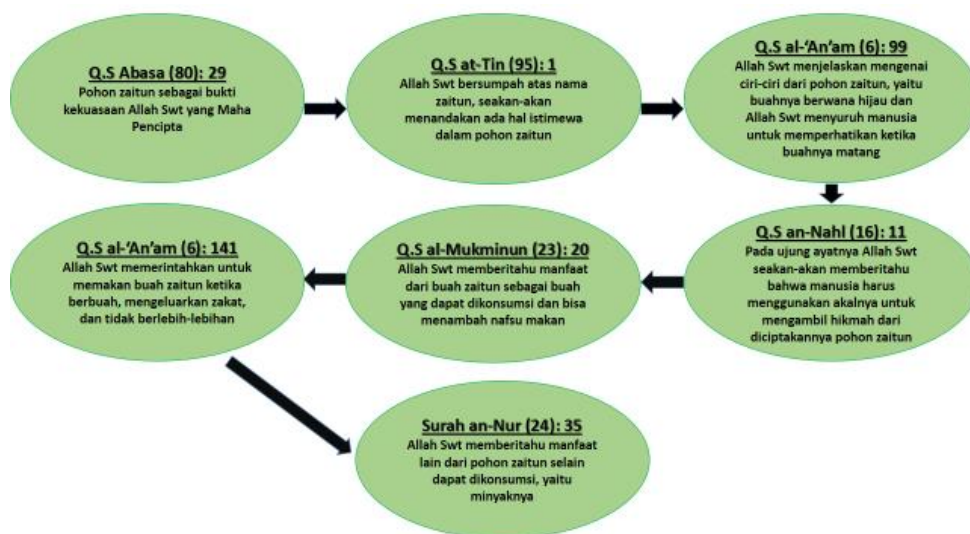 Q.S Abasa (80): 29
Pohon zaitun sebagai bukti
kekuasaan Allah Swt yang Maha
Pencipta
Q.S at-Tin (95): 1
Allah Swt bersumpah atas nama
zaitun, seakan-akan
menandakan ada hal istimewa
dalam pohon zaitun
Q.S al-‘An’am (6): 99
Allah Swt menjelaskan mengenai
ciri-ciri dari pohon zaitun, yaitu
buahnya berwana hijau dan
Allah Swt menyuruh manusia
untuk memperhatikan ketika
buahnya matang
Q.S an-Nahl (16): 11
Pada ujung ayatnya Allah Swt
seakan-akan memberitahu
bahwa manusia harus
menggunakan akalnya untuk
mengambil hikmah dari
diciptakannya pohon zaitun
Q.S al-Mukminun (23): 20
Allah Swt memberitahu manfaat
dari buah zaitun sebagai buah
yang dapat dikonsumsi dan bisa
menambah nafsu makan
Q.S al-‘An’am (6): 141
Allah Swt memerintahkan untuk
memakan buah zaitun ketika
berbuah, mengeluarkan zakat,
dan tidak berlebih-lebihan
Surah an-Nur (24): 35
Allah Swt memberitahu manfaat
lain dari pohon zaitun selain
dapat dikonsumsi, yaitu
minyaknya